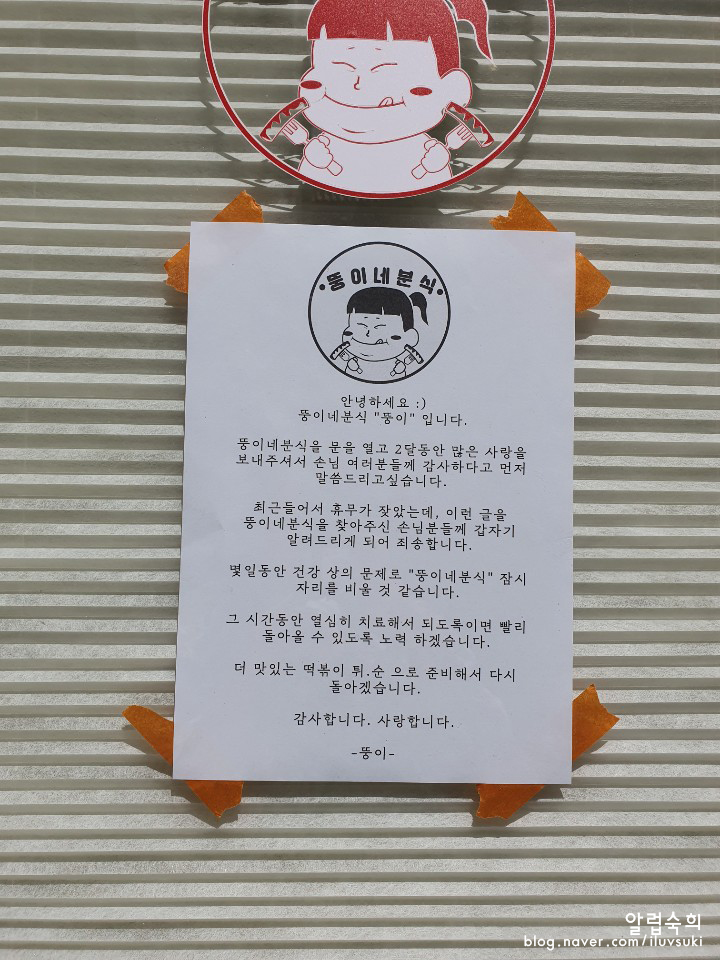 뚱이네분식
안녕하세요 :)
뚱이네분식 "뚱이" 입니다.
뚱이네분식을 문을 열고 2달동안 많은 사랑을
보내주셔서 손님 여러분들께 감사하다고 먼저
말씀드리고싶습니다.
최근들어서 휴무가 잦았는데, 이런 글을
뚱이네분식을 찾아주신 손님분들께 갑자기
알려드리게 되어 죄송합니다.
몇일동안 건강 상의 문제로 "뚱이네분식" 잠시
자리를 비울 것 같습니다.
그 시간동안 열심히 치료해서 되도록이면 빨리
돌아올 수 있도록 노력 하겠습니다.
더 맛있는 떡볶이 튀.순 으로 준비해서 다시
돌아겠습니다.
감사합니다. 사랑합니다.
-뚱이-
알럽숙희
blog.naver.com/iluvsuki